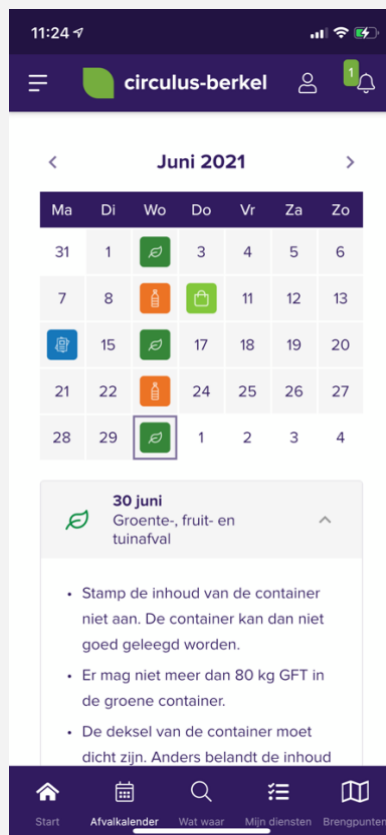 11:24
circulus-berkel
1
Juni 2021
Ma Di Wo Do Vr Za Zo
31 1 3 4 5 6
7 8 11 12 13
15 17 18 19 20
21 22 24 25 26 27
28 29 1 2 3 4
30 juni
Groente-, fruit- en
tuinafval
• Stamp de inhoud van de container
niet aan. De container kan dan niet
goed geleegd worden.
• Er mag niet meer dan 80 kg GFT in
de groene container.
• De deksel van de container moet
dicht zijn. Anders belandt de inhoud
Start Afvalkalender Wat waar Mijn diensten Brengpunten